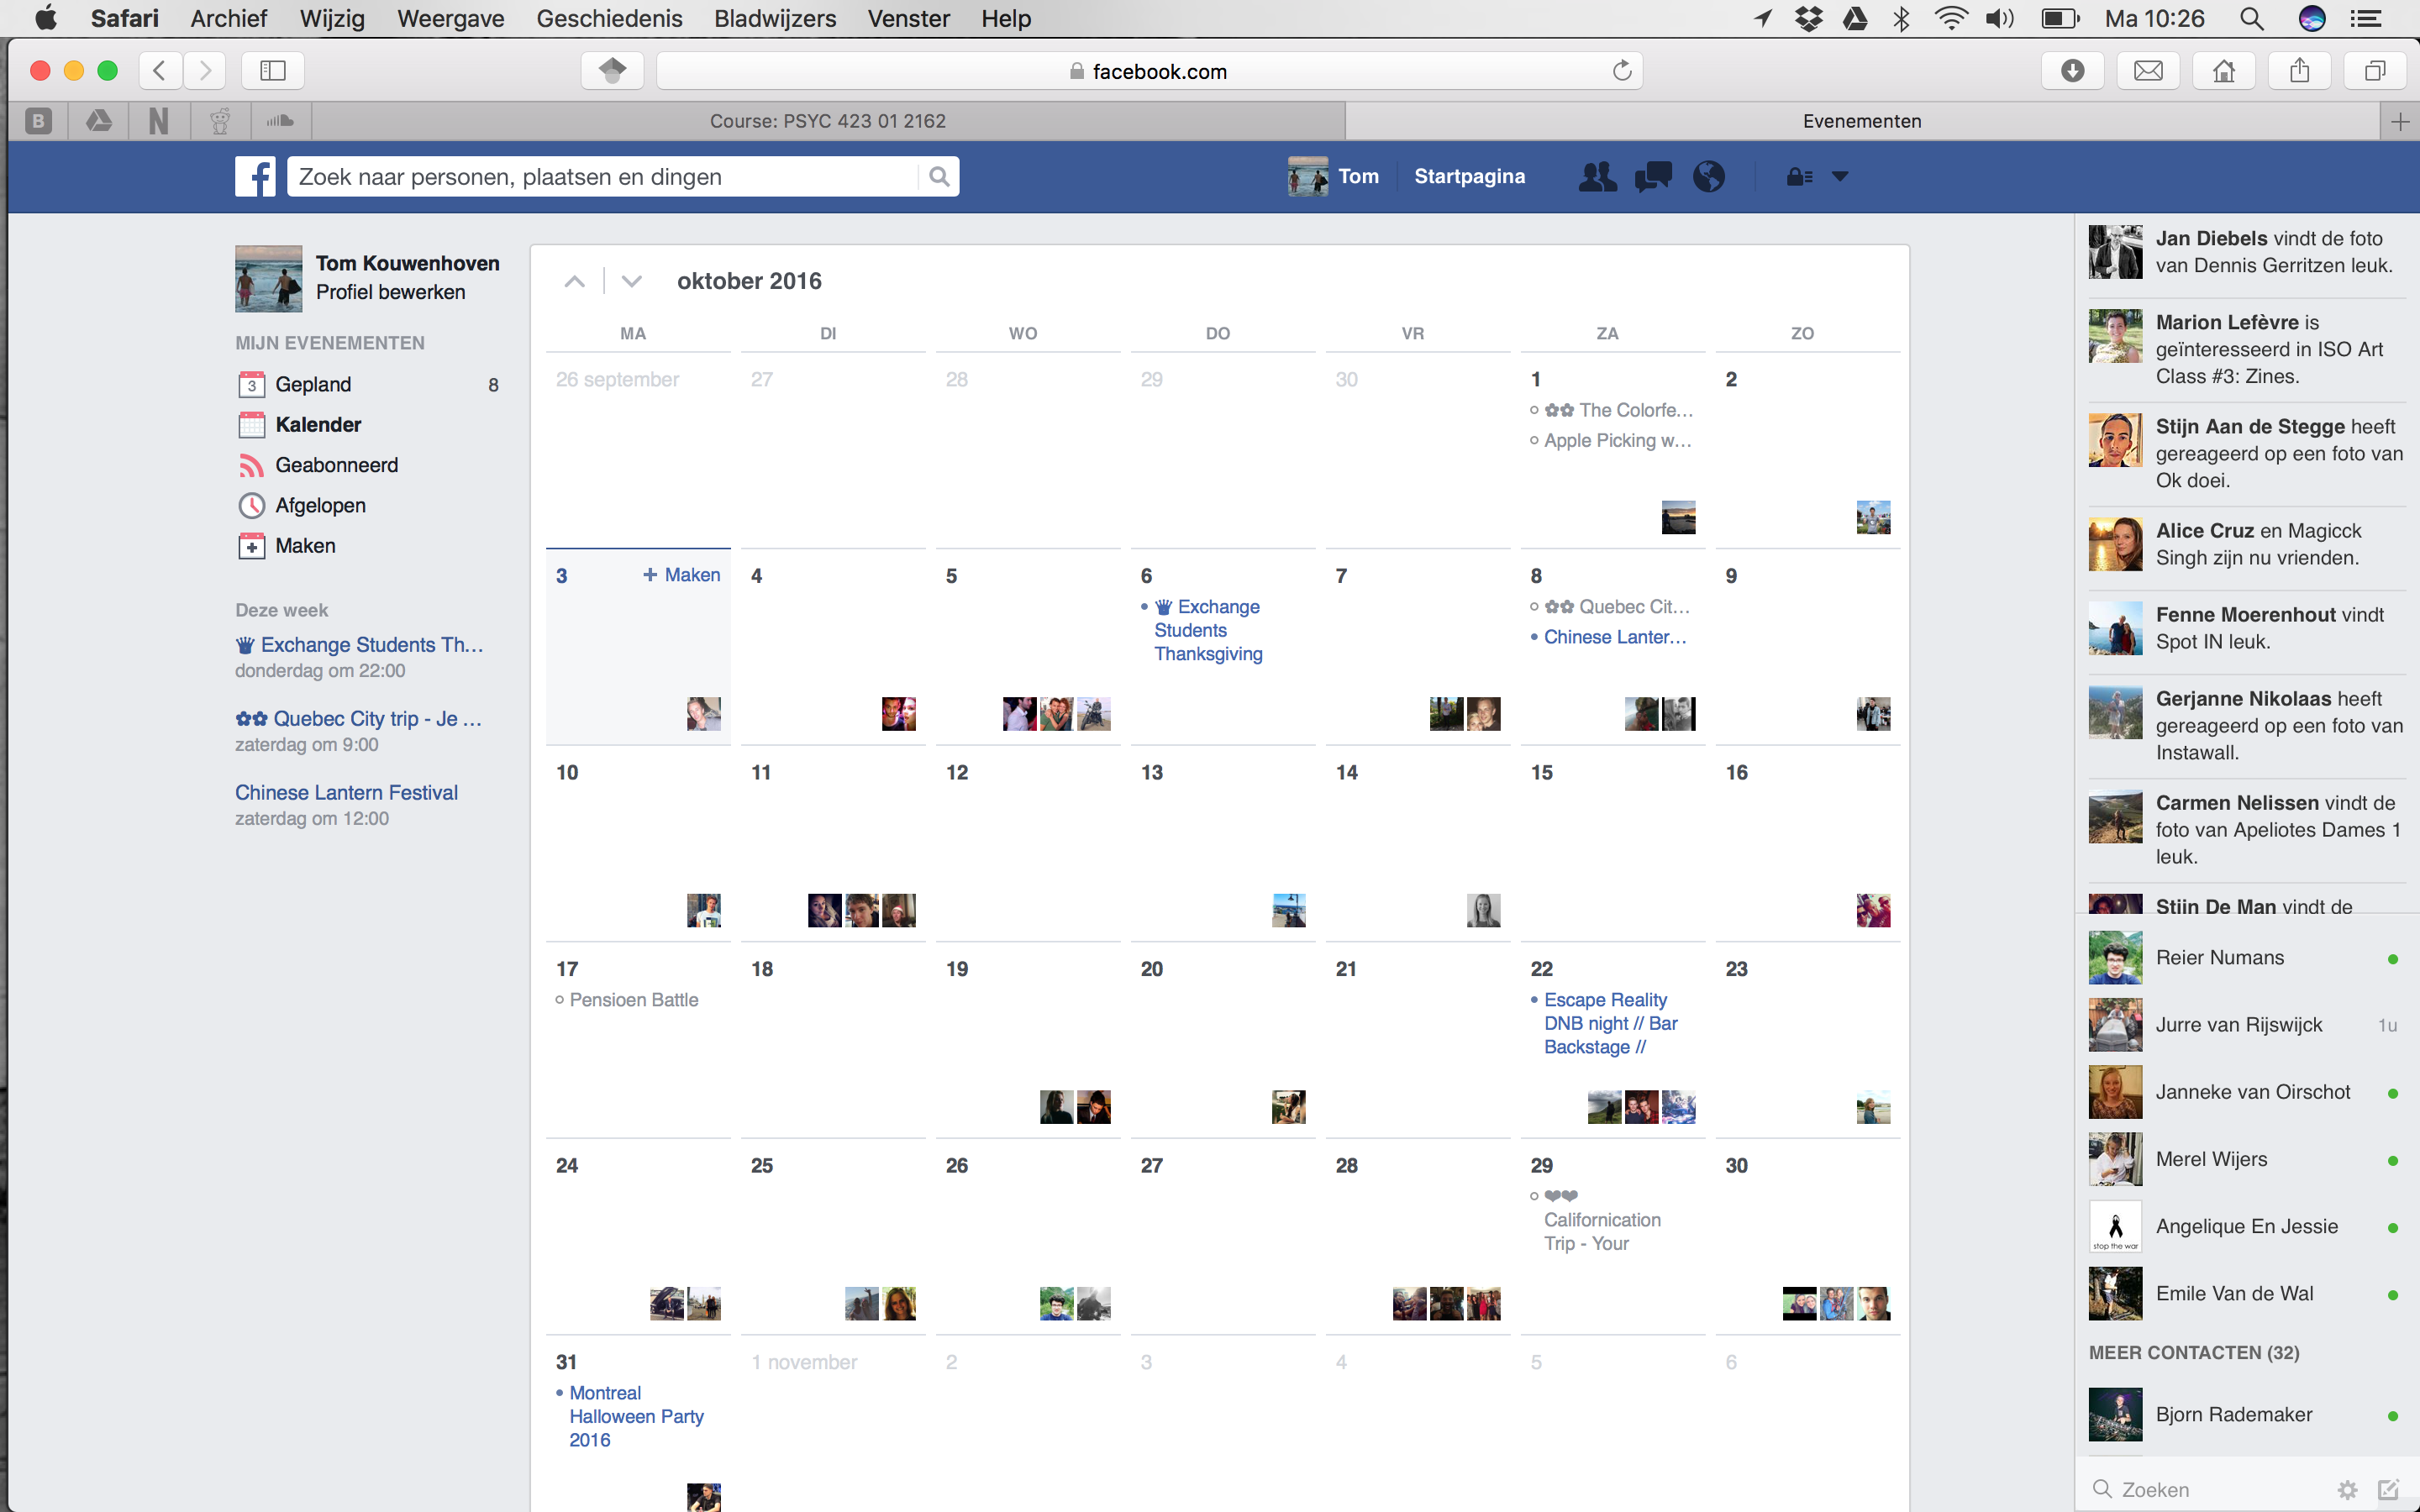 Safari Archief Wijzig Weergave Geschiedenis Bladwijzers Venster Help Ma 10:26
facebook.com
B N Course: PSYC 423 01 2162 Evenementen
Zoek naar personen, plaatsen en dingen Tom Startpagina
Tom Kouwenhoven
Profiel bewerken
MIJN EVENEMENTEN
3 Gepland 8
Kalender
Geabonneerd
Afgelopen
Maken
Deze week
Exchange Students Th...
donderdag om 22:00
✿✿ Quebec City trip - Je ...
zaterdag om 9:00
Chinese Lantern Festival
zaterdag om 12:00
oktober 2016
MA DI WO DO VR ZA ZO
26 september 27 28 29 30 1 2
✿✿ The Colorfe...
Apple Picking w...
3 + Maken 4 5 6 7 8 9
♛ Exchange
Students
Thanksgiving
✿✿ Quebec Cit...
Chinese Lanter...
10 11 12 13 14 15 16
17 18 19 20 21 22 23
Pensioen Battle
Escape Reality
DNB night // Bar
Backstage //
24 25 26 27 28 29 30
❤❤
Californication
Trip - Your
31 1 november 2 3 4 5 6
Montreal
Halloween Party
2016
Jan Diebels vindt de foto
van Dennis Gerritzen leuk.
Marion Lefèvre is
geïnteresseerd in ISO Art
Class #3: Zines.
Stijn Aan de Stegge heeft
gereageerd op een foto van
Ok doei.
Alice Cruz en Magicck
Singh zijn nu vrienden.
Fenne Moerenhout vindt
Spot IN leuk.
Gerjanne Nikolaas heeft
gereageerd op een foto van
Instawall.
Carmen Nelissen vindt de
foto van Apeliotes Dames 1
leuk.
Stijn De Man vindt de
Reier Numans
Jurre van Rijswijck 1u
Janneke van Oirschot
Merel Wijers
stop the war
Angelique En Jessie
Emile Van de Wal
MEER CONTACTEN (32)
Bjorn Rademaker
Zoeken